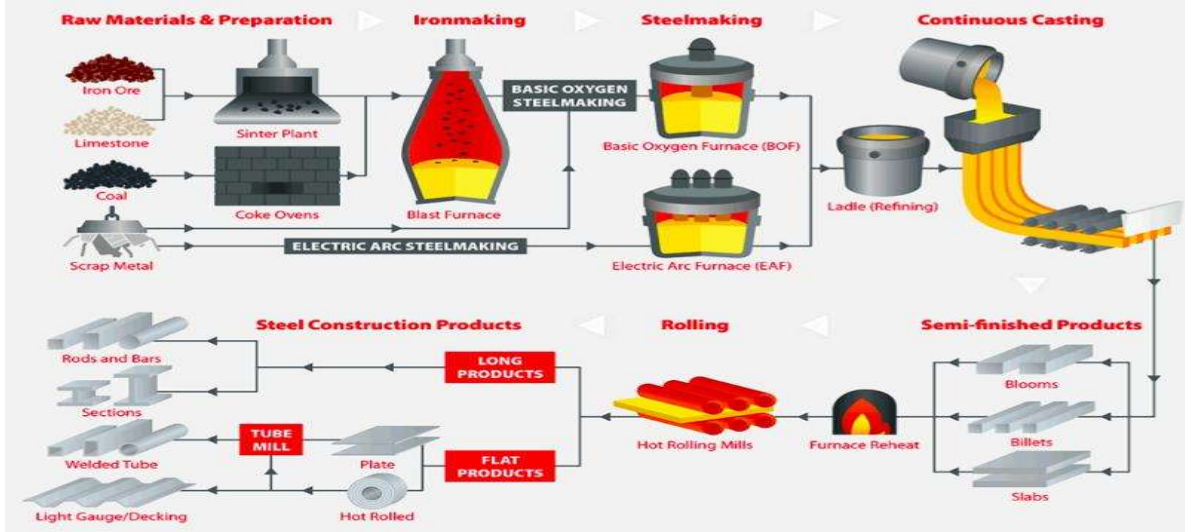 Raw Materials & Preparation
Ironmaking
Steelmaking
Continuous Casting
Iron Ore
Limestone
Coal
Scrap Metal
Sinter Plant
Coke Ovens
Blast Furnace
BASIC OXYGEN
STEELMAKING
ELECTRIC ARC STEELMAKING
Basic Oxygen Furnace (BOF)
Electric Arc Furnace (EAF)
Ladle (Refining)
Steel Construction Products
Rolling
Semi-finished Products
Rods and Bars
Sections
Welded Tube
Light Gauge/Decking
LONG
PRODUCTS
TUBE
MILL
Plate
FLAT
PRODUCTS
Hot Rolled
Hot Rolling Mills
Furnace Reheat
Blooms
Billets
Slabs